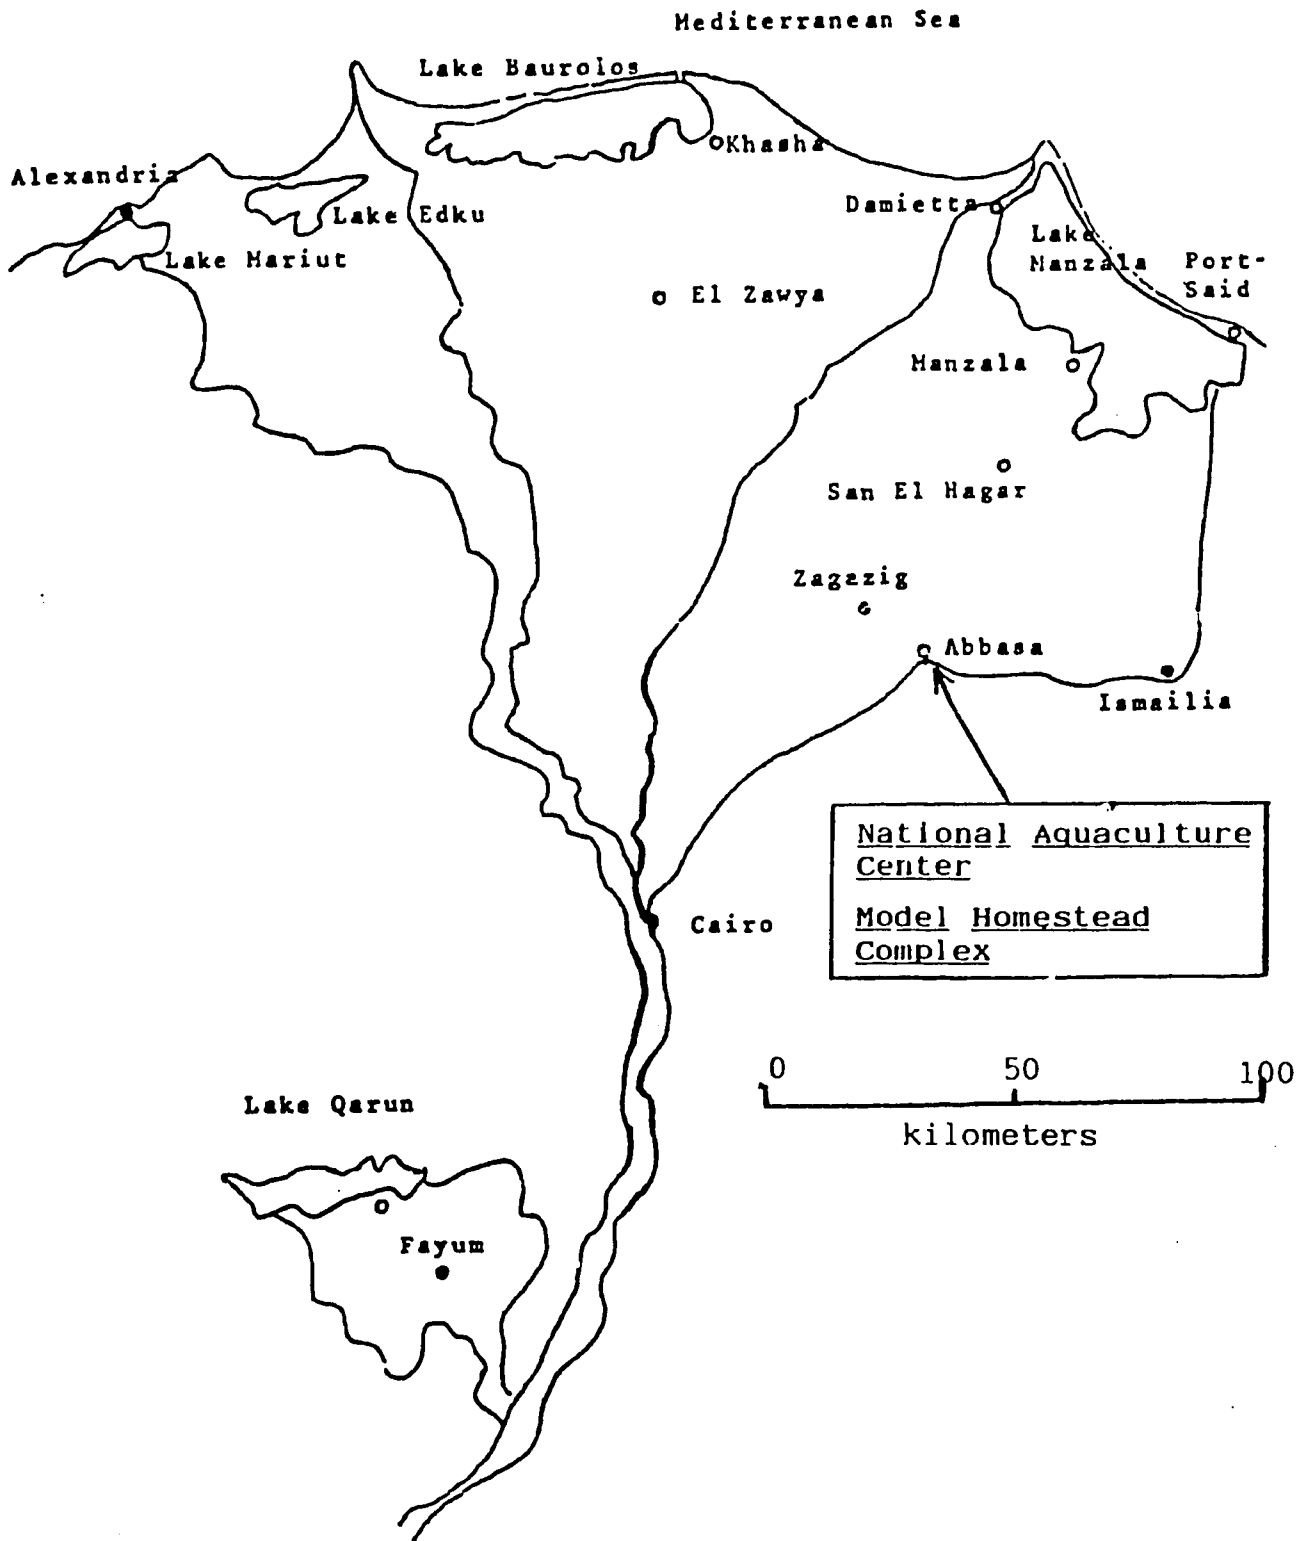 Mediterranean Sea
Lake Baurolos
Khasha
Alexandria
Lake Edku
Damietta
Lake Mariut
Lake
Manzala
Port-
Said
El Zawya
Manzala
San El Hagar
Zagazig
Abbasa
Ismailia
National Aquaculture
Center
Model Homestead
Complex
Cairo
0 50 100
kilometers
Lake Qarun
Fayum